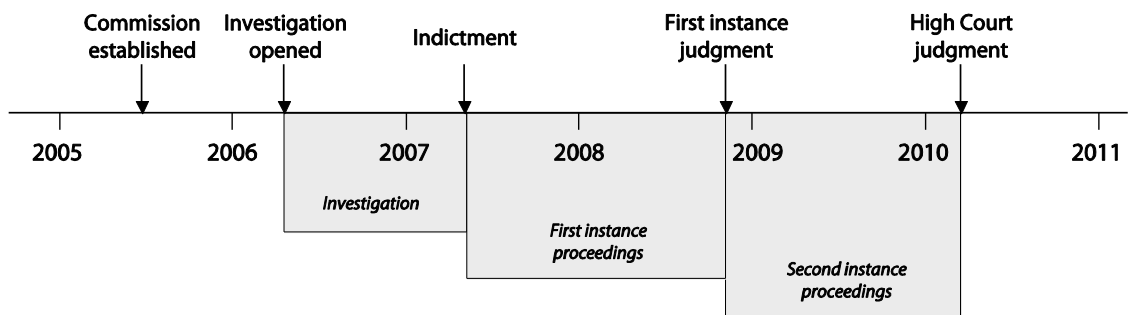 Commission
established
Investigation
opened
Indictment
First instance
judgment
High Court
judgment
2005
2006
2007
2008
2009
2010
2011
Investigation
First instance
proceedings
Second instance
proceedings